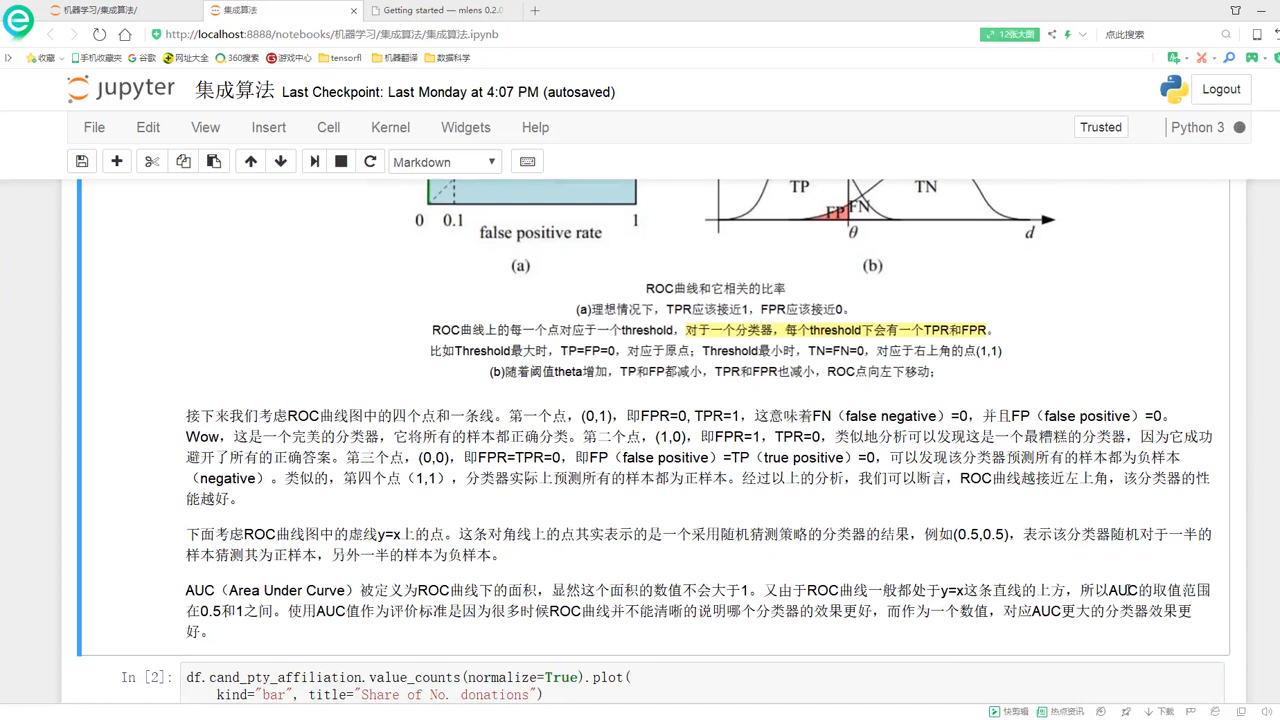 机器学习/集成算法/
集成算法
Getting started — mlens 0.2.0
http://localhost:8888/notebooks/机器学习/集成算法/集成算法.ipynb
12张大图
点此搜索
收藏 手机收藏夹 谷歌 网址大全 360搜索 游戏中心 tensorfl 机器翻译 数据科学
jupyter 集成算法 Last Checkpoint: Last Monday at 4:07 PM (autosaved)
Logout
File Edit View Insert Cell Kernel Widgets Help
Trusted
Python 3
Markdown
TP TN
FP FN
0 0.1 1
false positive rate
θ d
(a) (b)
ROC曲线和它相关的比率
(a)理想情况下，TPR应该接近1，FPR应该接近0。
ROC曲线上的每一个点对应于一个threshold，对于一个分类器，每个threshold下会有一个TPR和FPR。
比如Threshold最大时，TP=FP=0，对应于原点；Threshold最小时，TN=FN=0，对应于右上角的点(1,1)
(b)随着阈值theta增加，TP和FP都减小，TPR和FPR也减小，ROC点向左下移动；
接下来我们考虑ROC曲线图中的四个点和一条线。第一个点，(0,1)，即FPR=0, TPR=1，这意味着FN（false negative）=0，并且FP（false positive）=0。
Wow，这是一个完美的分类器，它将所有的样本都正确分类。第二个点，(1,0)，即FPR=1，TPR=0，类似地分析可以发现这是一个最糟糕的分类器，因为它成功
避开了所有的正确答案。第三个点，(0,0)，即FPR=TPR=0，即FP（false positive）=TP（true positive）=0，可以发现该分类器预测所有的样本都为负样本
（negative）。类似的，第四个点（1,1），分类器实际上预测所有的样本都为正样本。经过以上的分析，我们可以断言，ROC曲线越接近左上角，该分类器的性
能越好。
下面考虑ROC曲线图中的虚线y=x上的点。这条对角线上的点其实表示的是一个采用随机猜测策略的分类器的结果，例如(0.5,0.5)，表示该分类器随机对于一半的
样本猜测其为正样本，另外一半的样本为负样本。
AUC（Area Under Curve）被定义为ROC曲线下的面积，显然这个面积的数值不会大于1。又由于ROC曲线一般都处于y=x这条直线的上方，所以AUC的取值范围
在0.5和1之间。使用AUC值作为评价标准是因为很多时候ROC曲线并不能清晰的说明哪个分类器的效果更好，而作为一个数值，对应AUC更大的分类器效果更
好。
In [2]: df.cand_pty_affiliation.value_counts(normalize=True).plot(
kind="bar", title="Share of No. donations")
快剪辑 热点资讯 下载